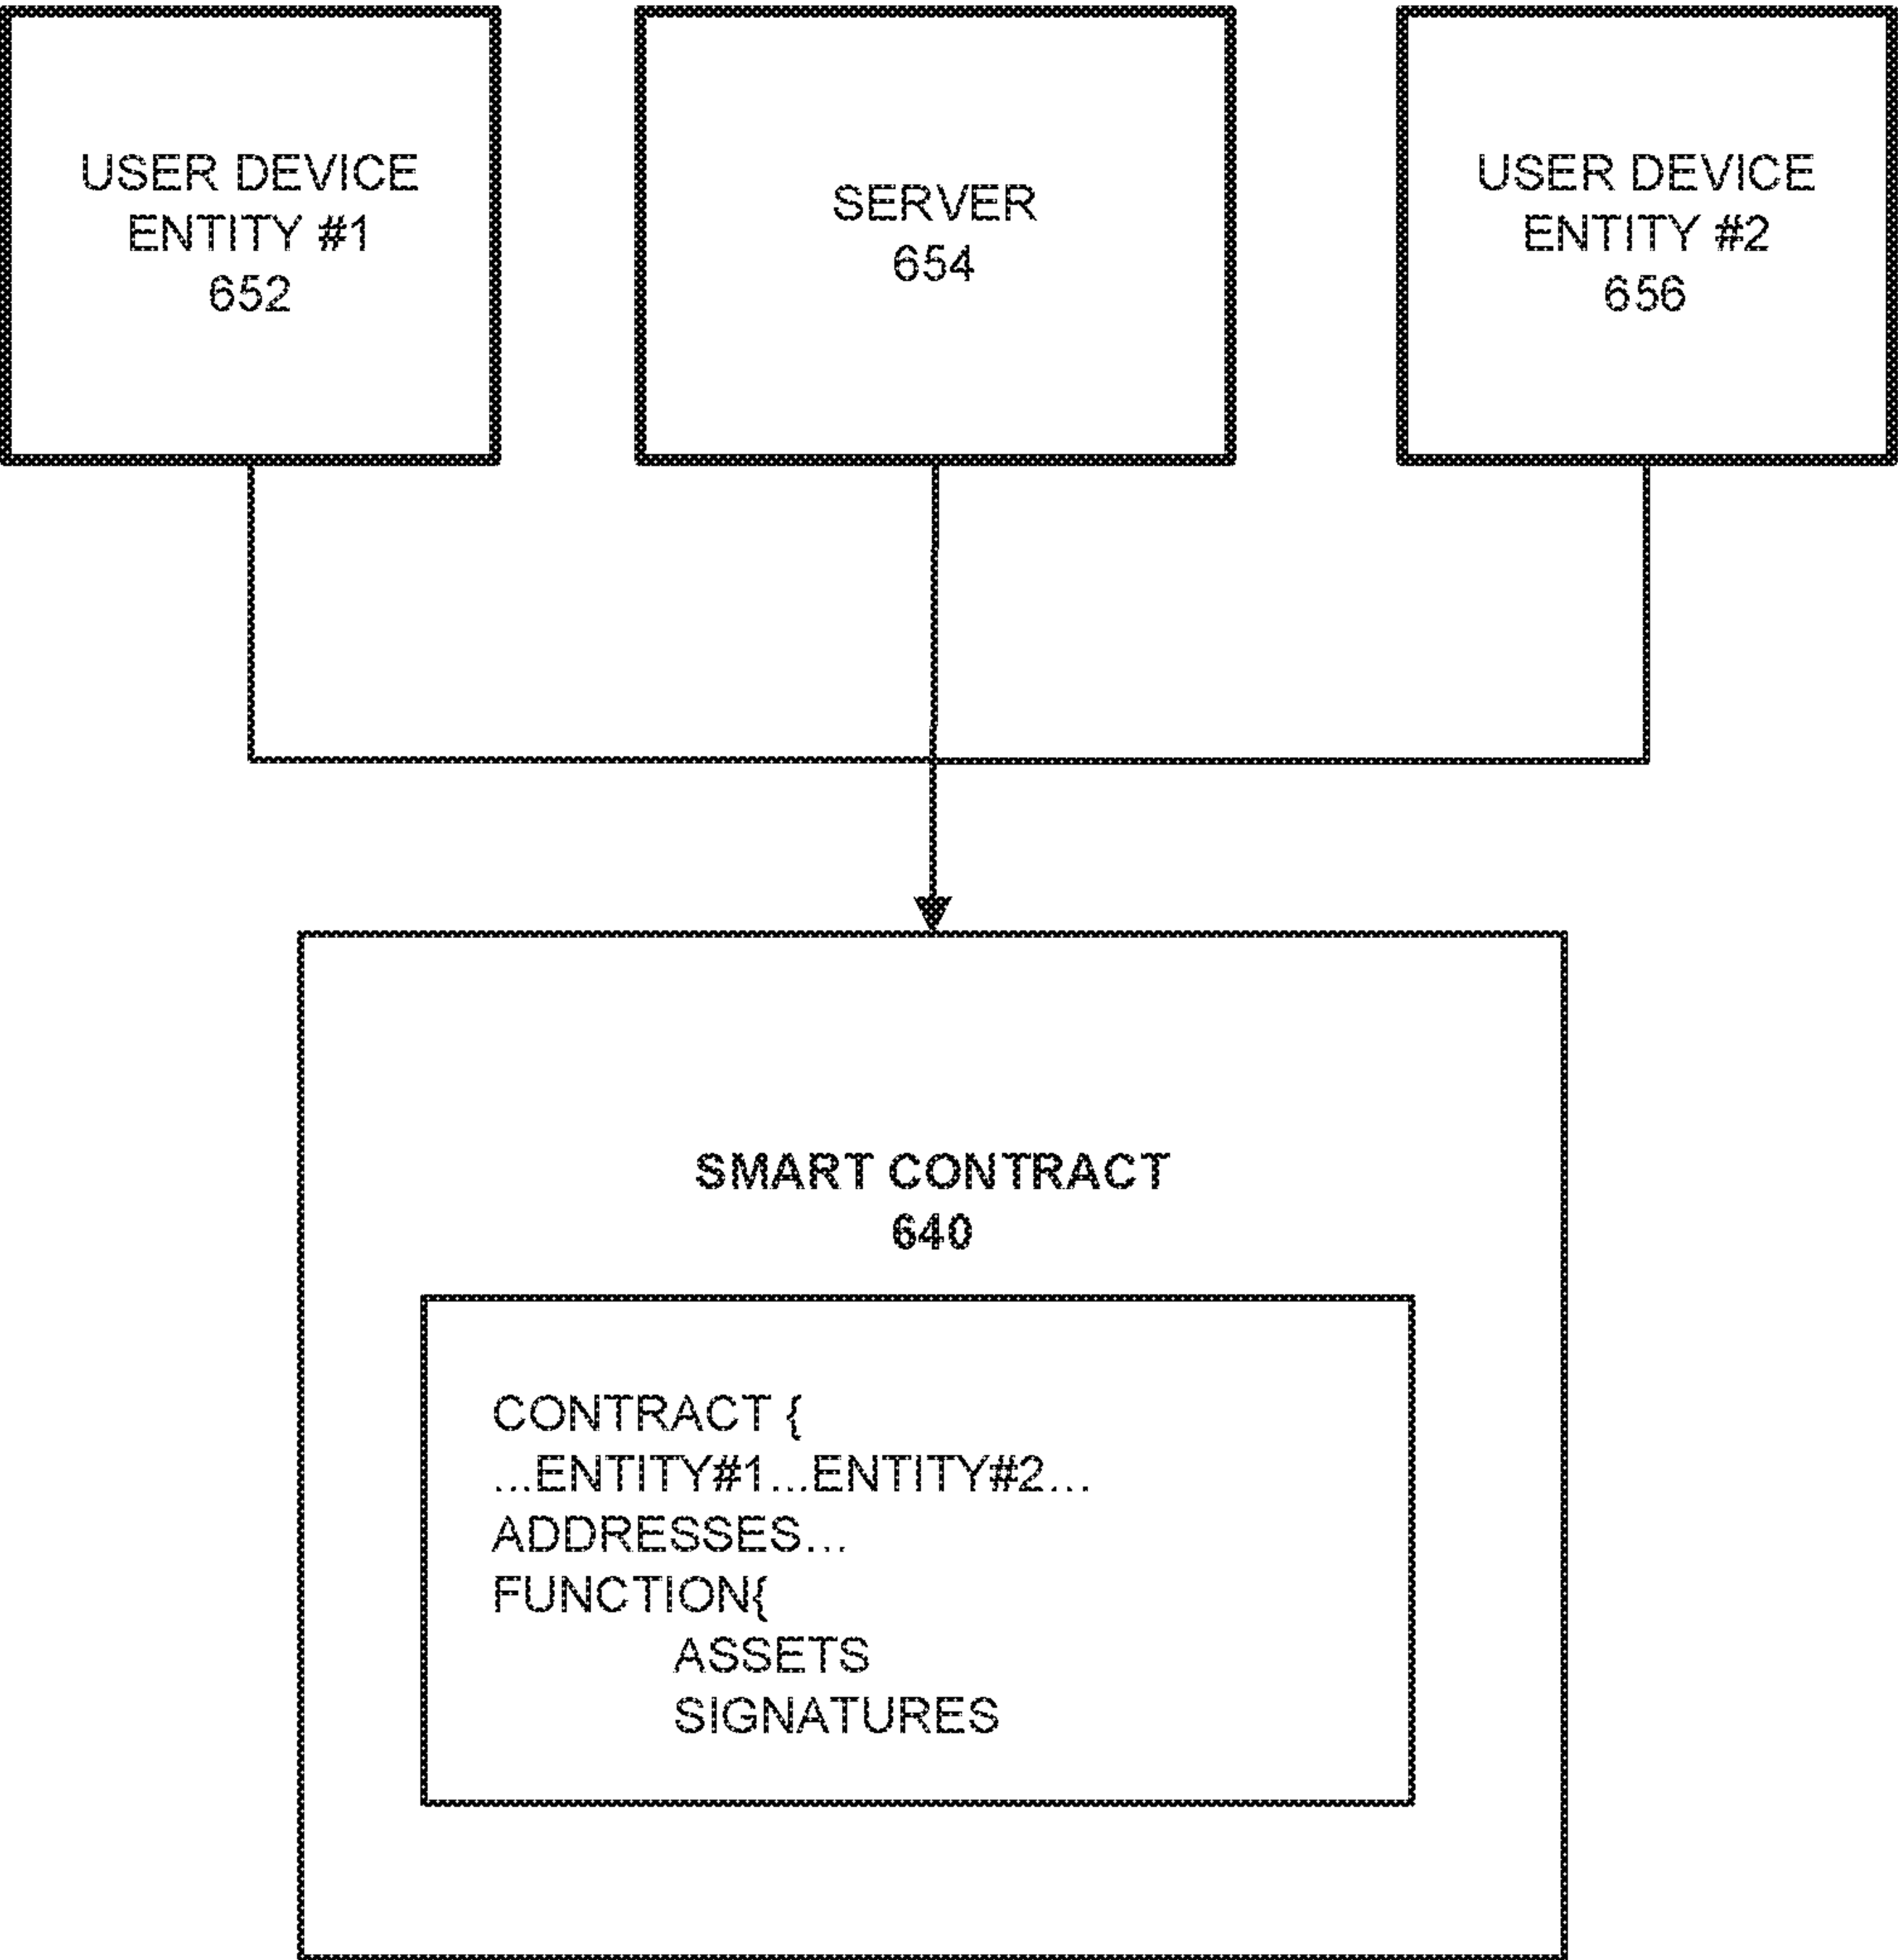 USER DEVICE
ENTITY #1
652
SERVER
654
USER DEVICE
ENTITY #2
656
SMART CONTRACT
640
CONTRACT {
...ENTITY#1...ENTITY#2...
ADDRESSES...
FUNCTION{
ASSETS
SIGNATURES